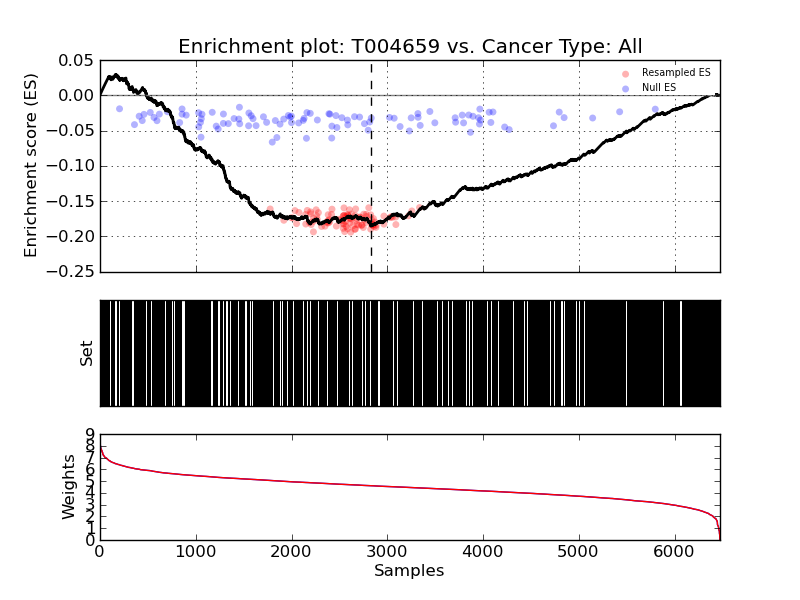 Enrichment plot: T004659 vs. Cancer Type: All
0.05
0.00
−0.05
−0.10
−0.15
−0.20
−0.25
Enrichment score (ES)
Resampled ES
Null ES
Set
9
8
7
6
5
4
3
2
1
0
Weights
0 1000 2000 3000 4000 5000 6000
Samples